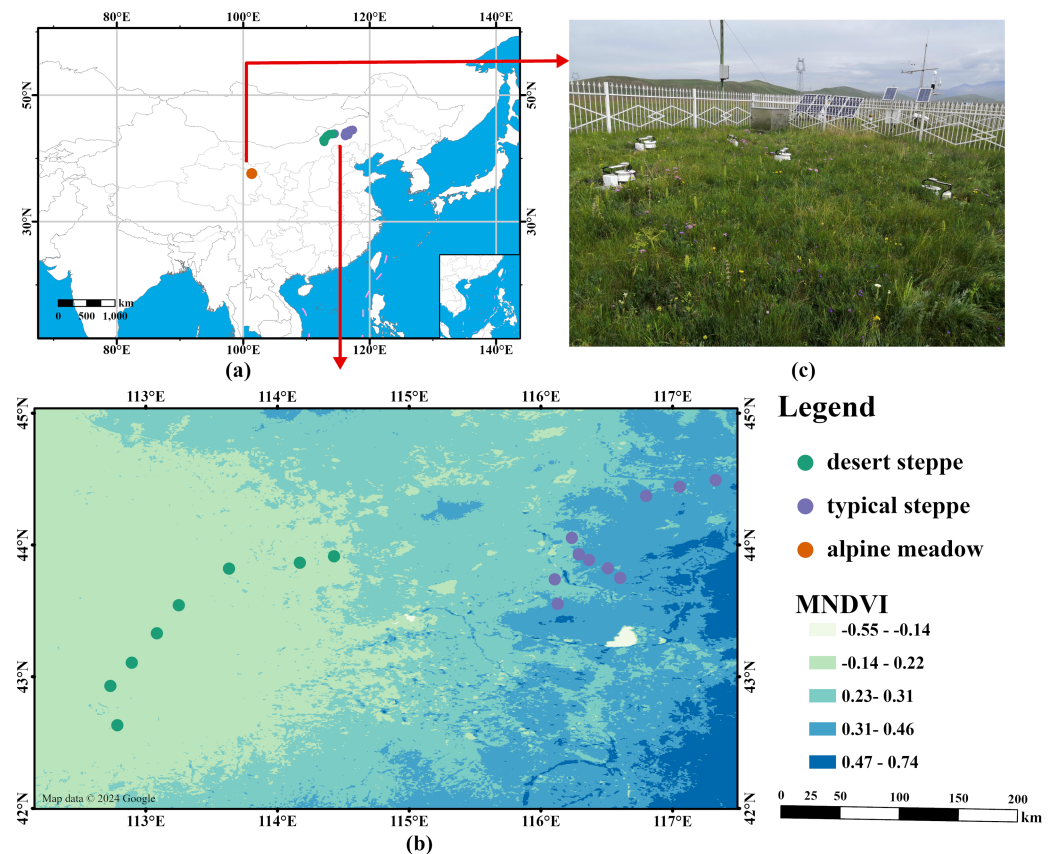 80°E 100°E 120°E 140°E
50°N 50°N
30°N 30°N
km
0 500 1,000
80°E 100°E 120°E 140°E
(a)
(c)
113°E 114°E 115°E 116°E 117°E
45°N 45°N
44°N 44°N
43°N 43°N
42°N 42°N
Map data © 2024 Google
113°E 114°E 115°E 116°E 117°E
(b)
Legend
desert steppe
typical steppe
alpine meadow
MNDVI
-0.55 - -0.14
-0.14 - 0.22
0.23- 0.31
0.31- 0.46
0.47 - 0.74
0 25 50 100 150 200
km